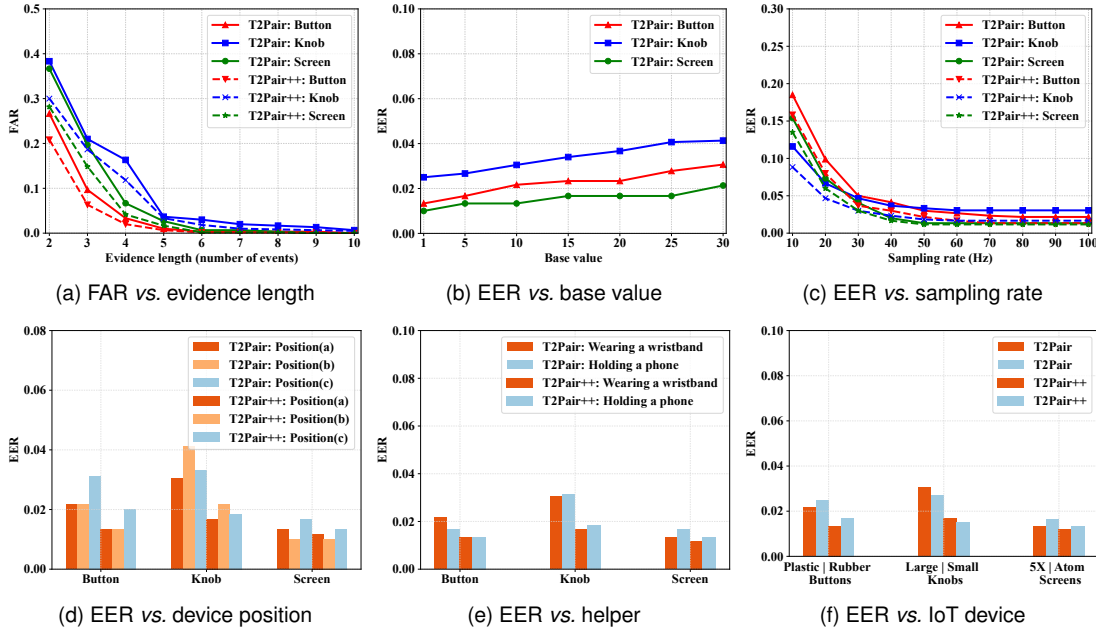 0.5
0.4
0.3
0.2
0.1
0.0
FAR
2 3 4 5 6 7 8 9 10
Evidence length (number of events)
T2Pair: Button
T2Pair: Knob
T2Pair: Screen
T2Pair++: Button
T2Pair++: Knob
T2Pair++: Screen
(a) FAR vs. evidence length
0.10
0.08
0.06
0.04
0.02
0.00
EER
1 5 10 15 20 25 30
Base value
T2Pair: Button
T2Pair: Knob
T2Pair: Screen
(b) EER vs. base value
0.30
0.25
0.20
0.15
0.10
0.05
0.00
EER
10 20 30 40 50 60 70 80 90 100
Sampling rate (Hz)
T2Pair: Button
T2Pair: Knob
T2Pair: Screen
T2Pair++: Button
T2Pair++: Knob
T2Pair++: Screen
(c) EER vs. sampling rate
0.08
0.06
0.04
0.02
0.00
EER
Button Knob Screen
T2Pair: Position(a)
T2Pair: Position(b)
T2Pair: Position(c)
T2Pair++: Position(a)
T2Pair++: Position(b)
T2Pair++: Position(c)
(d) EER vs. device position
0.10
0.08
0.06
0.04
0.02
0.00
EER
Button Knob Screen
T2Pair: Wearing a wristband
T2Pair: Holding a phone
T2Pair++: Wearing a wristband
T2Pair++: Holding a phone
(e) EER vs. helper
0.10
0.08
0.06
0.04
0.02
0.00
EER
Plastic | Rubber Large | Small 5X | Atom
Buttons Knobs Screens
T2Pair
T2Pair
T2Pair++
T2Pair++
(f) EER vs. IoT device